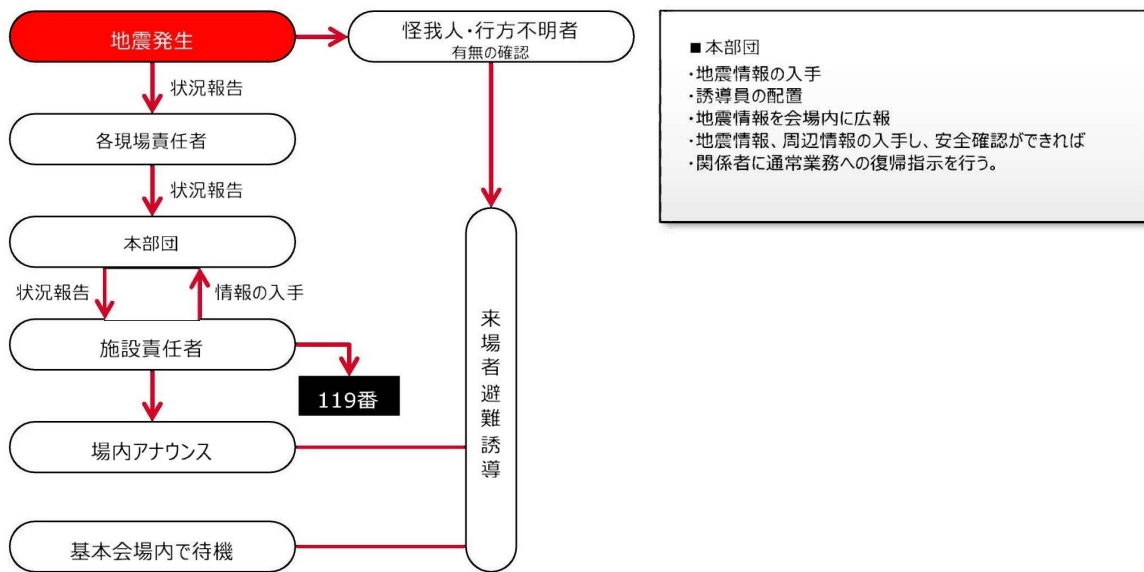 地震発生
怪我人・行方不明者
有無の確認
状況報告
各現場責任者
状況報告
本部団
状況報告
情報の入手
施設責任者
119番
場内アナウンス
基本会場内で待機
来場者避難誘導
■本部団
・地震情報の入手
・誘導員の配置
・地震情報を会場内に広報
・地震情報、周辺情報の入手し、安全確認ができれば
・関係者に通常業務への復帰指示を行う。